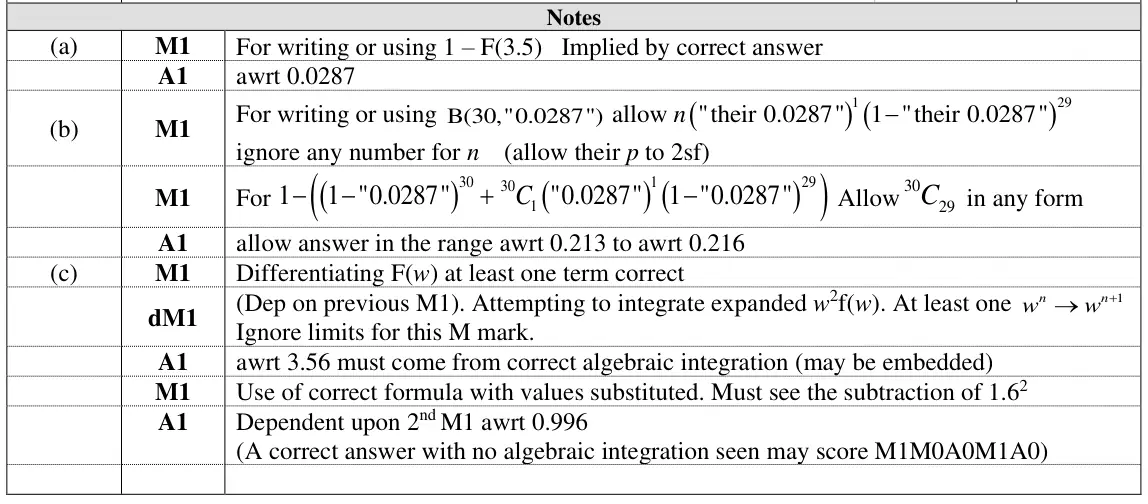 Notes
(a) M1 For writing or using 1 – F(3.5) Implied by correct answer
A1 awrt 0.0287
(b) M1 For writing or using B(30,"0.0287") allow n("their 0.0287")¹(1−"their 0.0287")²⁹
ignore any number for n (allow their p to 2sf)
M1 For 1−((1−"0.0287")³⁰ + ³⁰C₁("0.0287")¹(1−"0.0287")²⁹) Allow ³⁰C₂₉ in any form
A1 allow answer in the range awrt 0.213 to awrt 0.216
(c) M1 Differentiating F(w) at least one term correct
dM1 (Dep on previous M1). Attempting to integrate expanded w²f(w). At least one wⁿ → wⁿ⁺¹
Ignore limits for this M mark.
A1 awrt 3.56 must come from correct algebraic integration (may be embedded)
M1 Use of correct formula with values substituted. Must see the subtraction of 1.6²
A1 Dependent upon 2ⁿᵈ M1 awrt 0.996
(A correct answer with no algebraic integration seen may score M1M0A0M1A0)